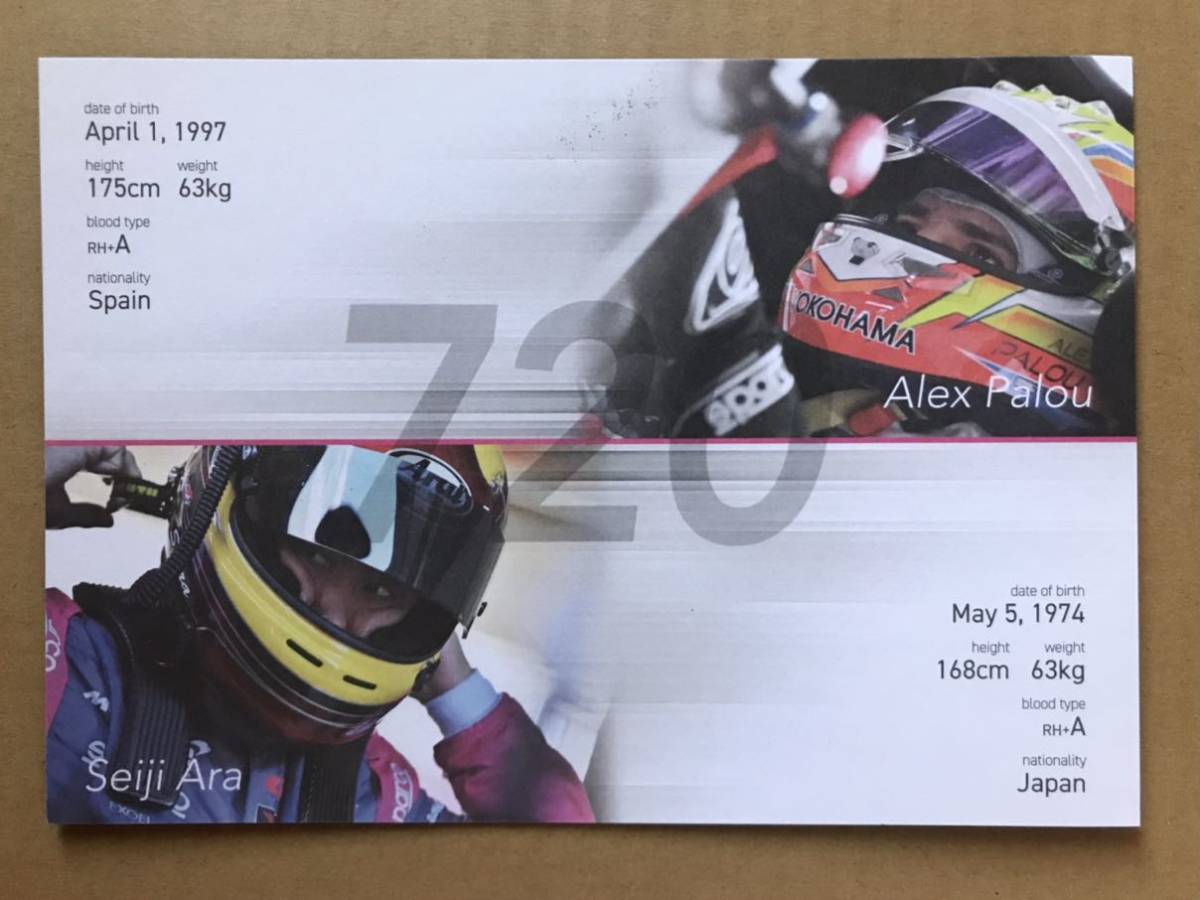 date of birth
April 1, 1997
height weight
175cm 63kg
blood type
RH+A
nationality
Spain
OKOHAMA
ALE
PALOU
Alex Palou
720
Arai
Seiji Ara
date of birth
May 5, 1974
height weight
168cm 63kg
blood type
RH+A
nationality
Japan